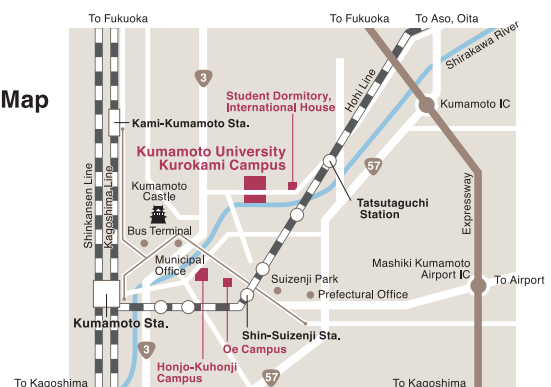 To Fukuoka
To Fukuoka
To Aso, Oita
Shirakawa River
Map
3
Student Dormitory,
International House
Hohi Line
Kumamoto IC
Kami-Kumamoto Sta.
Kumamoto University
Kurokami Campus
57
Kumamoto
Castle
Tatsutaguchi
Station
Shinkansen Line
Kagoshima Line
Expressway
Bus Terminal
Municipal
Office
Mashiki Kumamoto
Airport IC
To Airport
Suizenji Park
Prefectural Office
Kumamoto Sta.
Shin-Suizenji Sta.
Oe Campus
3
Honjo-Kuhonji
Campus
57
To Kagoshima
To Kagoshima